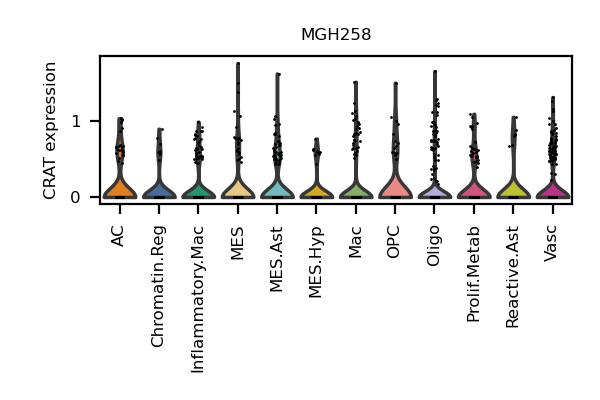 MGH258
CRAT expression
1
0
AC
Chromatin.Reg
Inflammatory.Mac
MES
MES.Ast
MES.Hyp
Mac
OPC
Oligo
Prolif.Metab
Reactive.Ast
Vasc